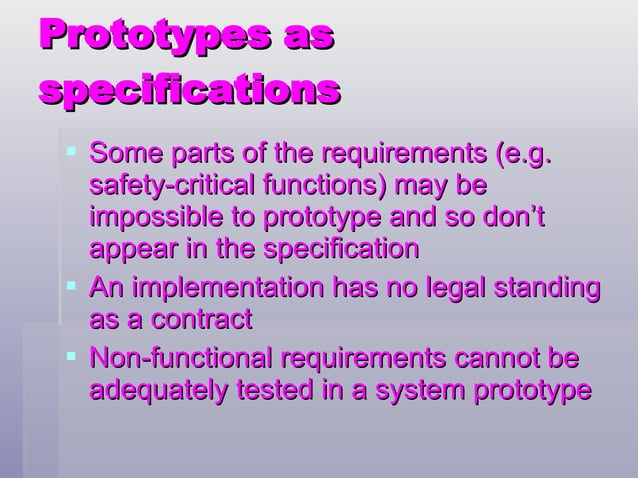 Prototypes as
specifications
Some parts of the requirements (e.g.
safety-critical functions) may be
impossible to prototype and so don’t
appear in the specification
An implementation has no legal standing
as a contract
Non-functional requirements cannot be
adequately tested in a system prototype